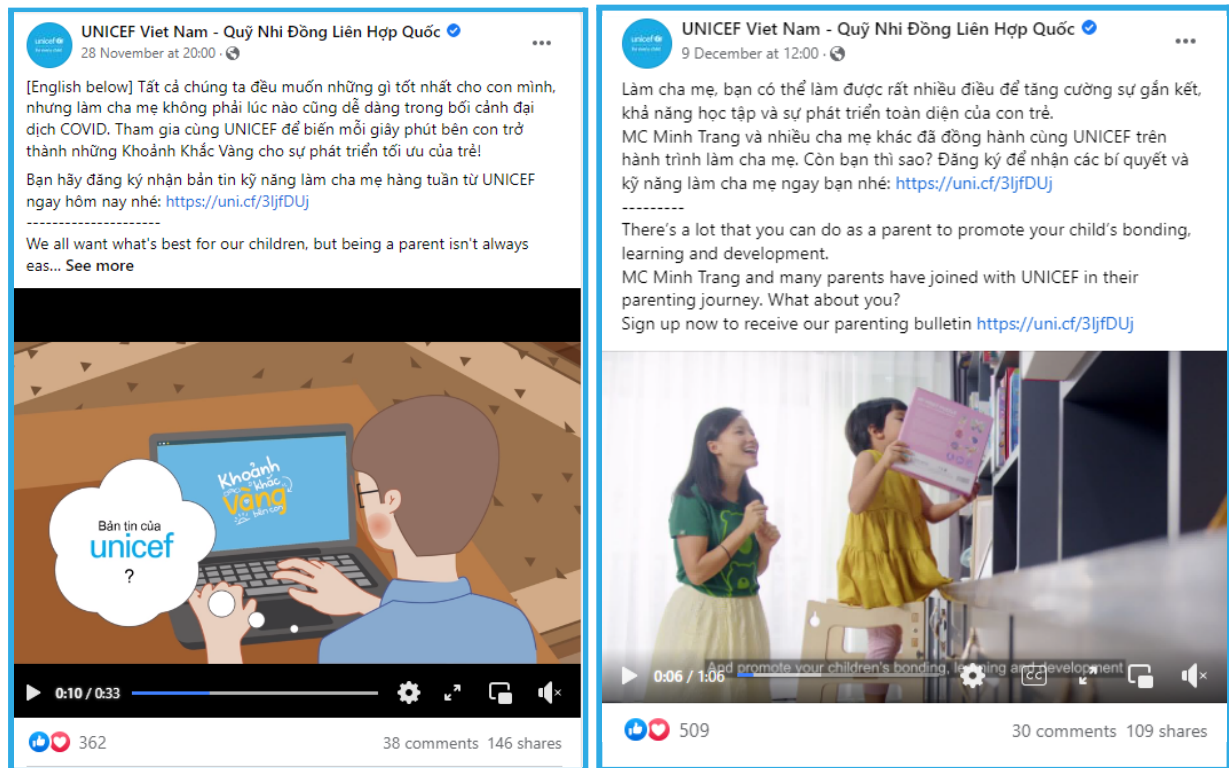 UNICEF Viet Nam - Quỹ Nhi Đồng Liên Hợp Quốc
28 November at 20:00 ·
[English below] Tất cả chúng ta đều muốn những gì tốt nhất cho con mình,
nhưng làm cha mẹ không phải lúc nào cũng dễ dàng trong bối cảnh đại
dịch COVID. Tham gia cùng UNICEF để biến mỗi giây phút bên con trở
thành những Khoảnh Khắc Vàng cho sự phát triển tối ưu của trẻ!
Bạn hãy đăng ký nhận bản tin kỹ năng làm cha mẹ hàng tuần từ UNICEF
ngay hôm nay nhé: https://uni.cf/3ljfDUj
---------------------
We all want what's best for our children, but being a parent isn't always
eas... See more
Khoảnh
khắc
Vàng
bên con
Bản tin của
unicef
?
0:10 / 0:33
362
38 comments 146 shares
UNICEF Viet Nam - Quỹ Nhi Đồng Liên Hợp Quốc
9 December at 12:00 ·
Làm cha mẹ, bạn có thể làm được rất nhiều điều để tăng cường sự gắn kết,
khả năng học tập và sự phát triển toàn diện của con trẻ.
MC Minh Trang và nhiều cha mẹ khác đã đồng hành cùng UNICEF trên
hành trình làm cha mẹ. Còn bạn thì sao? Đăng ký để nhận các bí quyết và
kỹ năng làm cha mẹ ngay bạn nhé: https://uni.cf/3ljfDUj
---------
There's a lot that you can do as a parent to promote your child's bonding,
learning and development.
MC Minh Trang and many parents have joined with UNICEF in their
parenting journey. What about you?
Sign up now to receive our parenting bulletin https://uni.cf/3ljfDUj
And promote your children's bonding, learning and development
0:06 / 1:06
CC
509
30 comments 109 shares